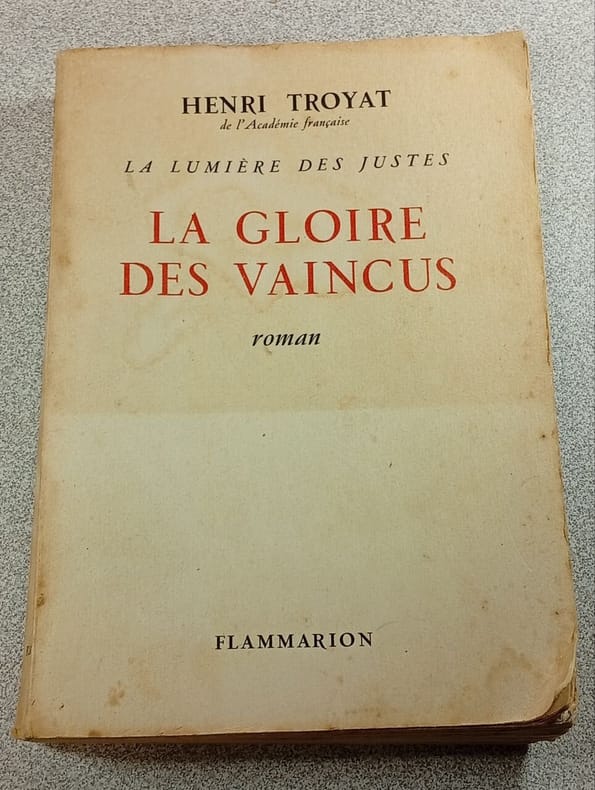 HENRI TROYAT
de l'Académie française
LA LUMIÈRE DES JUSTES
LA GLOIRE
DES VAINCUS
roman
FLAMMARION